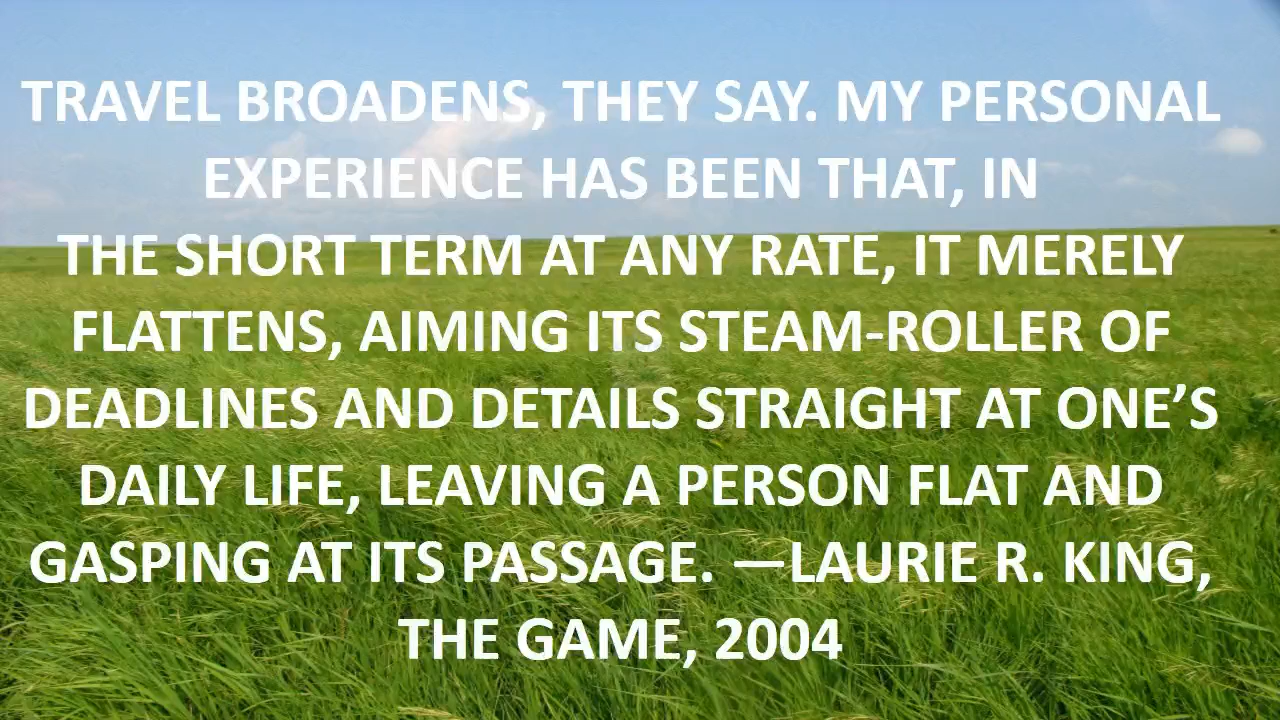 TRAVEL BROADENS, THEY SAY. MY PERSONAL
EXPERIENCE HAS BEEN THAT, IN
THE SHORT TERM AT ANY RATE, IT MERELY
FLATTENS, AIMING ITS STEAM-ROLLER OF
DEADLINES AND DETAILS STRAIGHT AT ONE’S
DAILY LIFE, LEAVING A PERSON FLAT AND
GASPING AT ITS PASSAGE. —LAURIE R. KING,
THE GAME, 2004